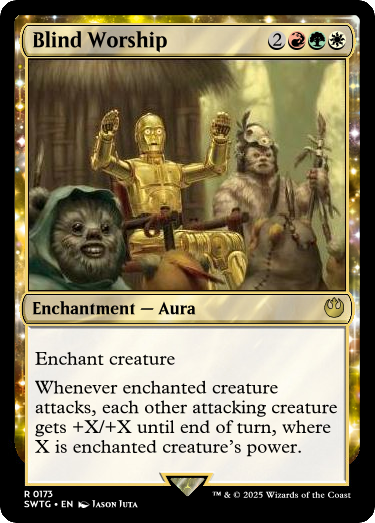 Blind Worship 2
Enchantment — Aura
Enchant creature
Whenever enchanted creature
attacks, each other attacking creature
gets +X/+X until end of turn, where
X is enchanted creature's power.
R 0173
SWTG • EN Jason Juta
™ & © 2025 Wizards of the Coast